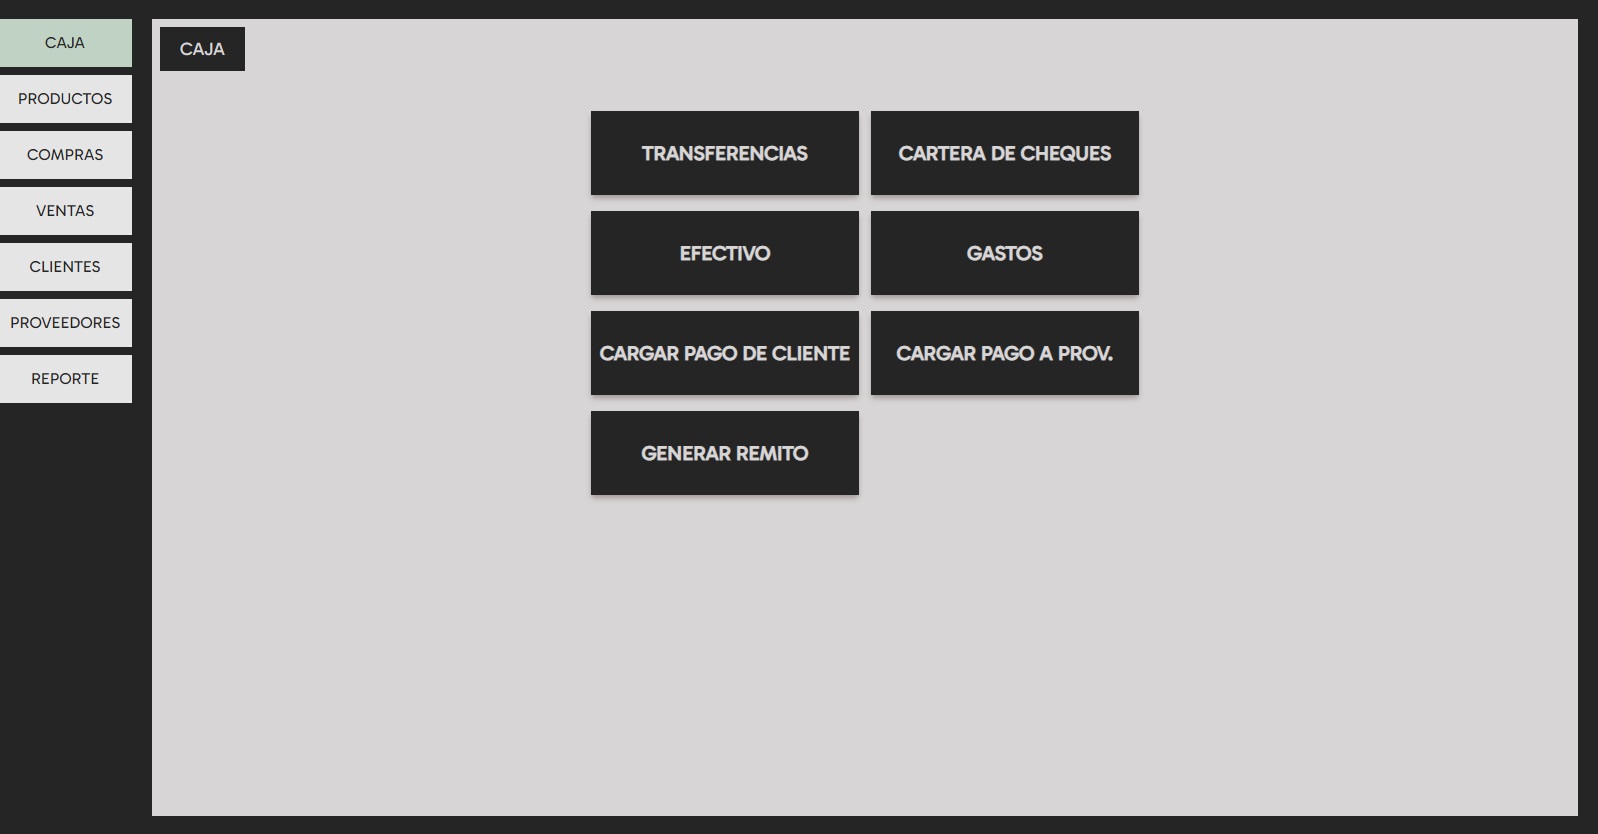 CAJA
PRODUCTOS
COMPRAS
VENTAS
CLIENTES
PROVEEDORES
REPORTE
CAJA
TRANSFERENCIAS
CARTERA DE CHEQUES
EFECTIVO
GASTOS
CARGAR PAGO DE CLIENTE
CARGAR PAGO A PROV.
GENERAR REMITO